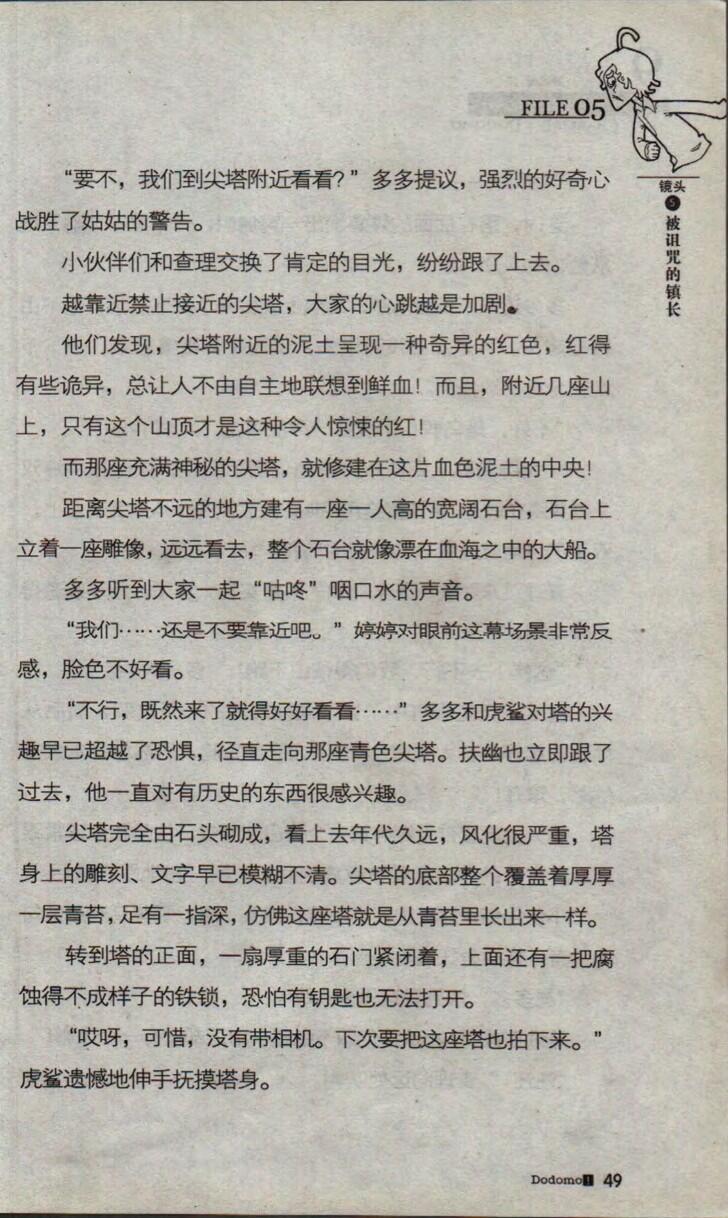 FILE 05
镜头
5
被诅咒的镇长
“要不，我们到尖塔附近看看？”多多提议，强烈的好奇心
战胜了姑姑的警告。
小伙伴们和查理交换了肯定的目光，纷纷跟了上去。
越靠近禁止接近的尖塔，大家的心跳越是加剧。
他们发现，尖塔附近的泥土呈现一种奇异的红色，红得
有些诡异，总让人不由自主地联想到鲜血！而且，附近几座山
上，只有这个山顶才是这种令人惊悚的红！
而那座充满神秘的尖塔，就修建在这片血色泥土的中央！
距离尖塔不远的地方建有一座一人高的宽阔石台，石台上
立着一座雕像，远远看去，整个石台就像漂在血海之中的大船。
多多听到大家一起“咕咚”咽口水的声音。
“我们……还是不要靠近吧。”婷婷对眼前这幕场景非常反
感，脸色不好看。
“不行，既然来了就得好好看看……”多多和虎鲨对塔的兴
趣早已超越了恐惧，径直走向那座青色尖塔。扶幽也立即跟了
过去，他一直对有历史的东西很感兴趣。
尖塔完全由石头砌成，看上去年代久远，风化很严重，塔
身上的雕刻、文字早已模糊不清。尖塔的底部整个覆盖着厚厚
一层青苔，足有一指深，仿佛这座塔就是从青苔里长出来一样。
转到塔的正面，一扇厚重的石门紧闭着，上面还有一把腐
蚀得不成样子的铁锁，恐怕有钥匙也无法打开。
“哎呀，可惜，没有带相机。下次要把这座塔也拍下来。”
虎鲨遗憾地伸手抚摸塔身。
Dodomo! 49